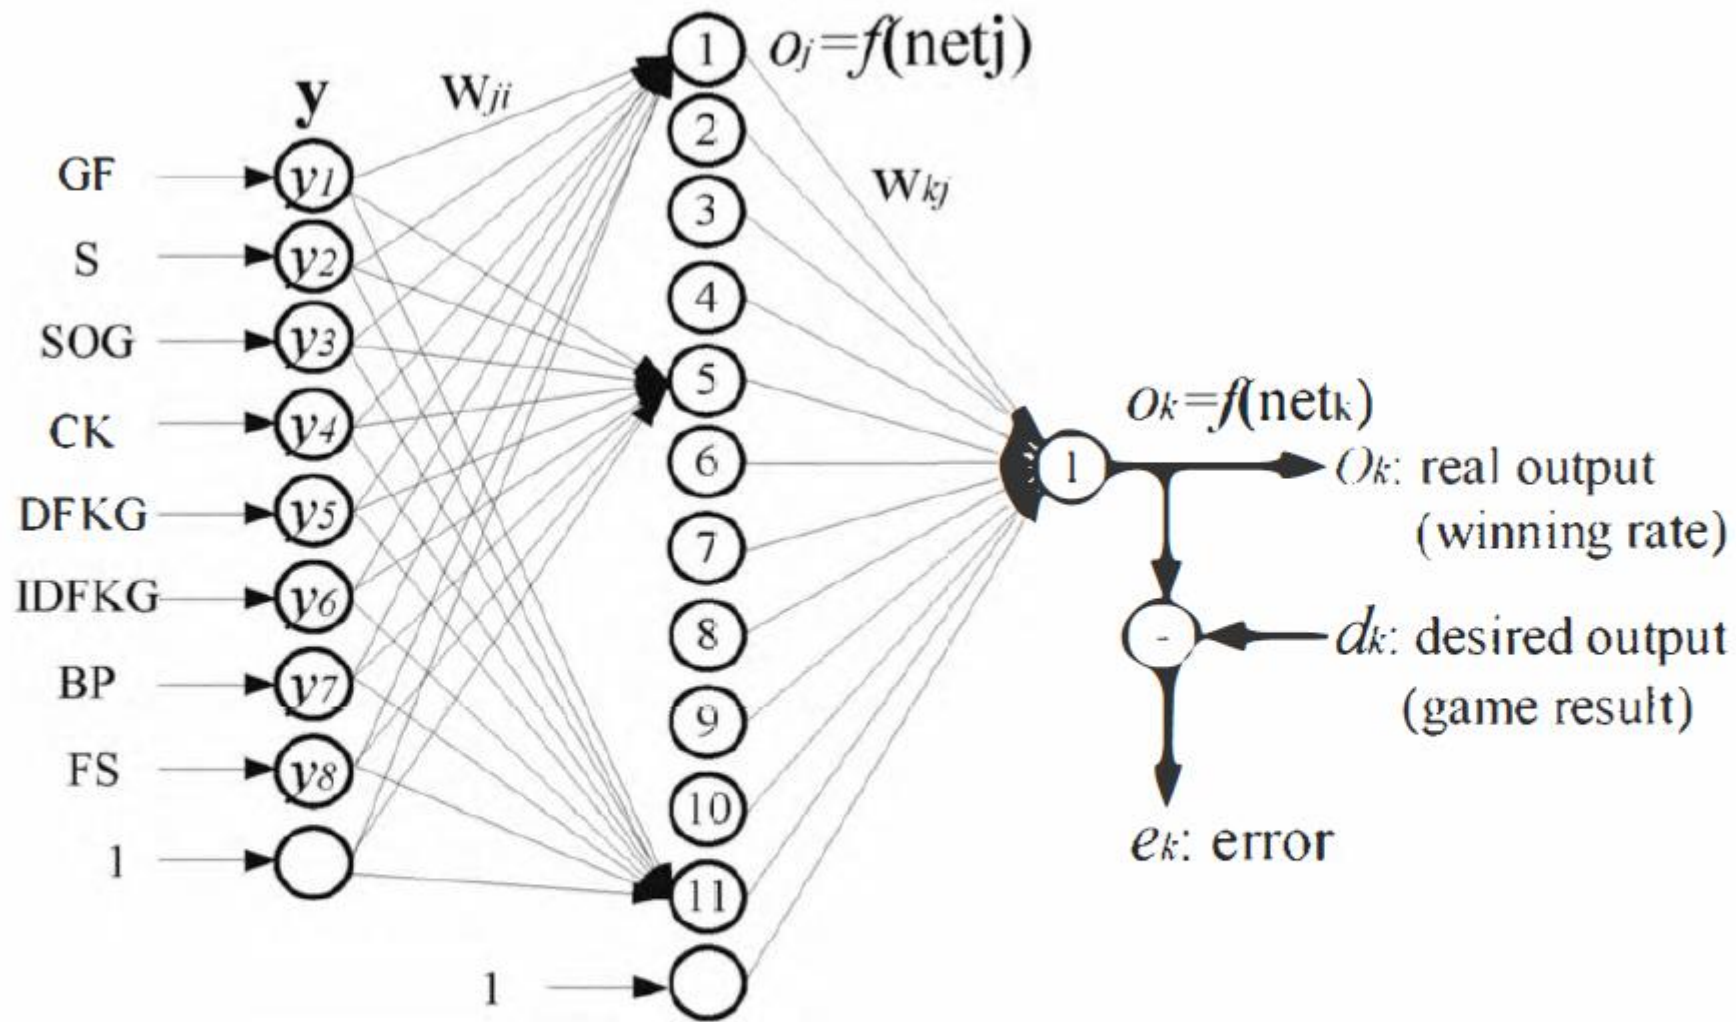 y
wji
GF
y1
S
y2
SOG
y3
CK
y4
DFKG
y5
IDFKG
y6
BP
y7
FS
y8
1
1
oj=f(netj)
2
3
4
5
6
7
8
9
10
11
1
wkj
1
ok=f(netk)
Ok: real output
(winning rate)
-
dk: desired output
(game result)
ek: error